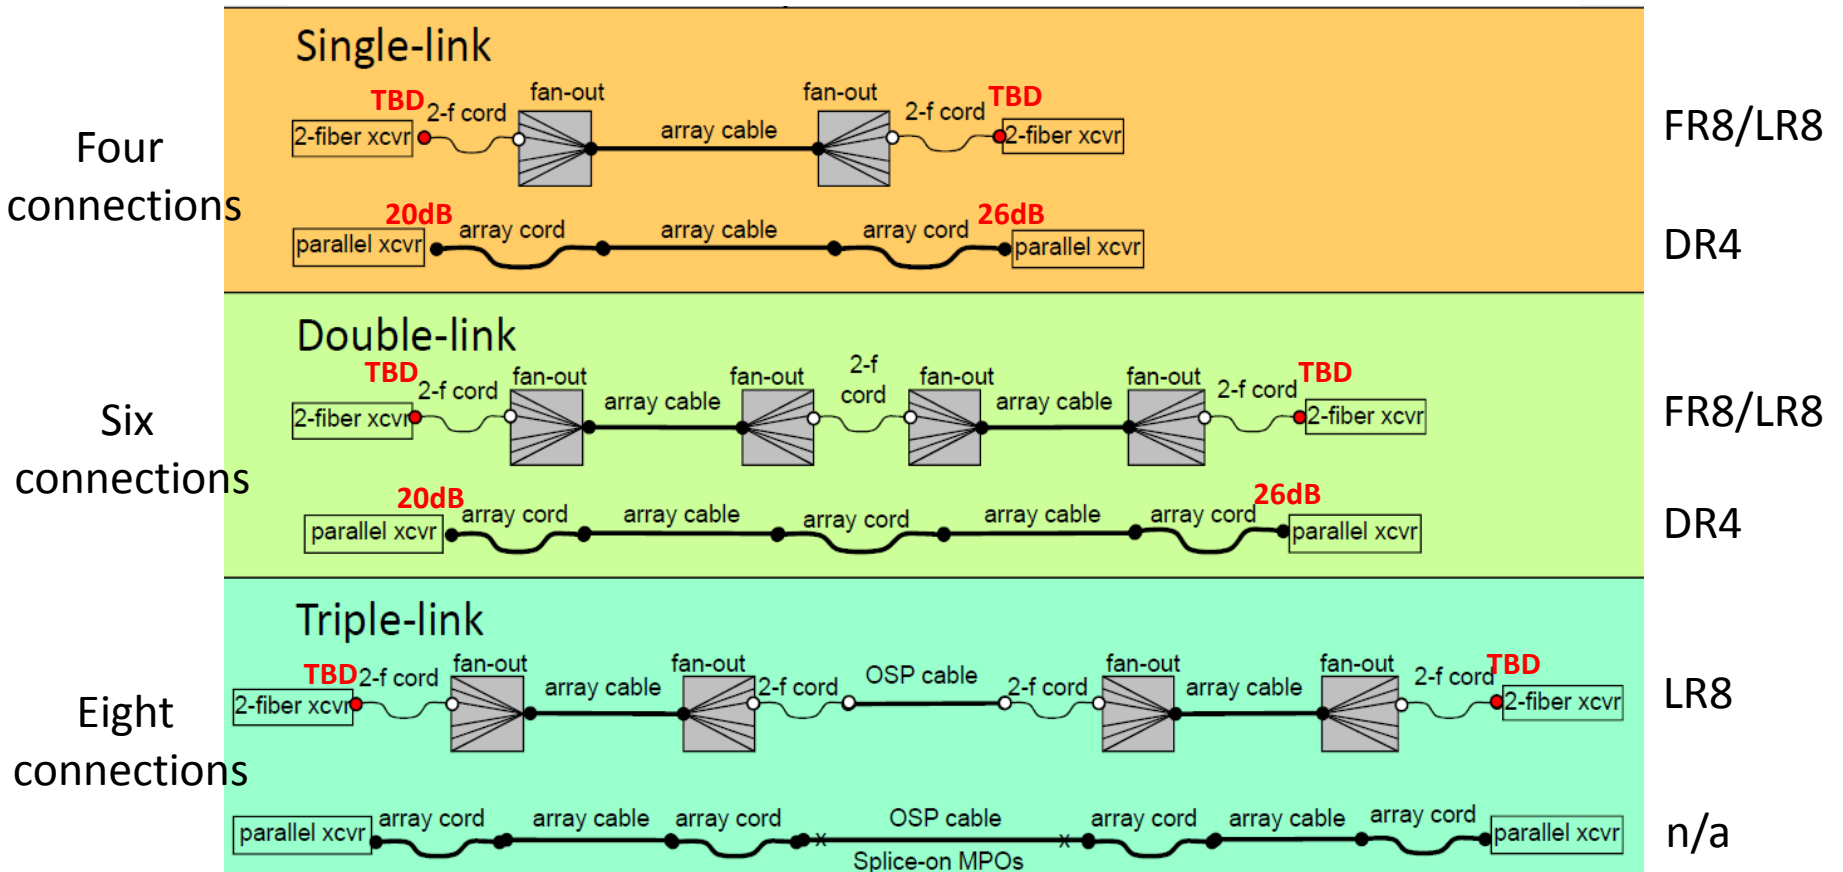 Single-link
fan-out fan-out
TBD 2-f cord array cable 2-f cord TBD
2-fiber xcvr 2-fiber xcvr
FR8/LR8
Four
connections
20dB array cord array cable array cord 26dB
parallel xcvr parallel xcvr
DR4
Double-link
TBD 2-f cord fan-out array cable fan-out 2-f
cord
fan-out array cable fan-out 2-f cord TBD
2-fiber xcvr 2-fiber xcvr
FR8/LR8
Six
connections
20dB array cord array cable array cord array cable array cord 26dB
parallel xcvr parallel xcvr
DR4
Triple-link
TBD 2-f cord fan-out array cable fan-out 2-f cord OSP cable 2-f cord fan-out array cable fan-out 2-f cord TBD
2-fiber xcvr 2-fiber xcvr
LR8
Eight
connections
array cord array cable array cord OSP cable array cord array cable array cord
parallel xcvr x x parallel xcvr
Splice-on MPOs
n/a